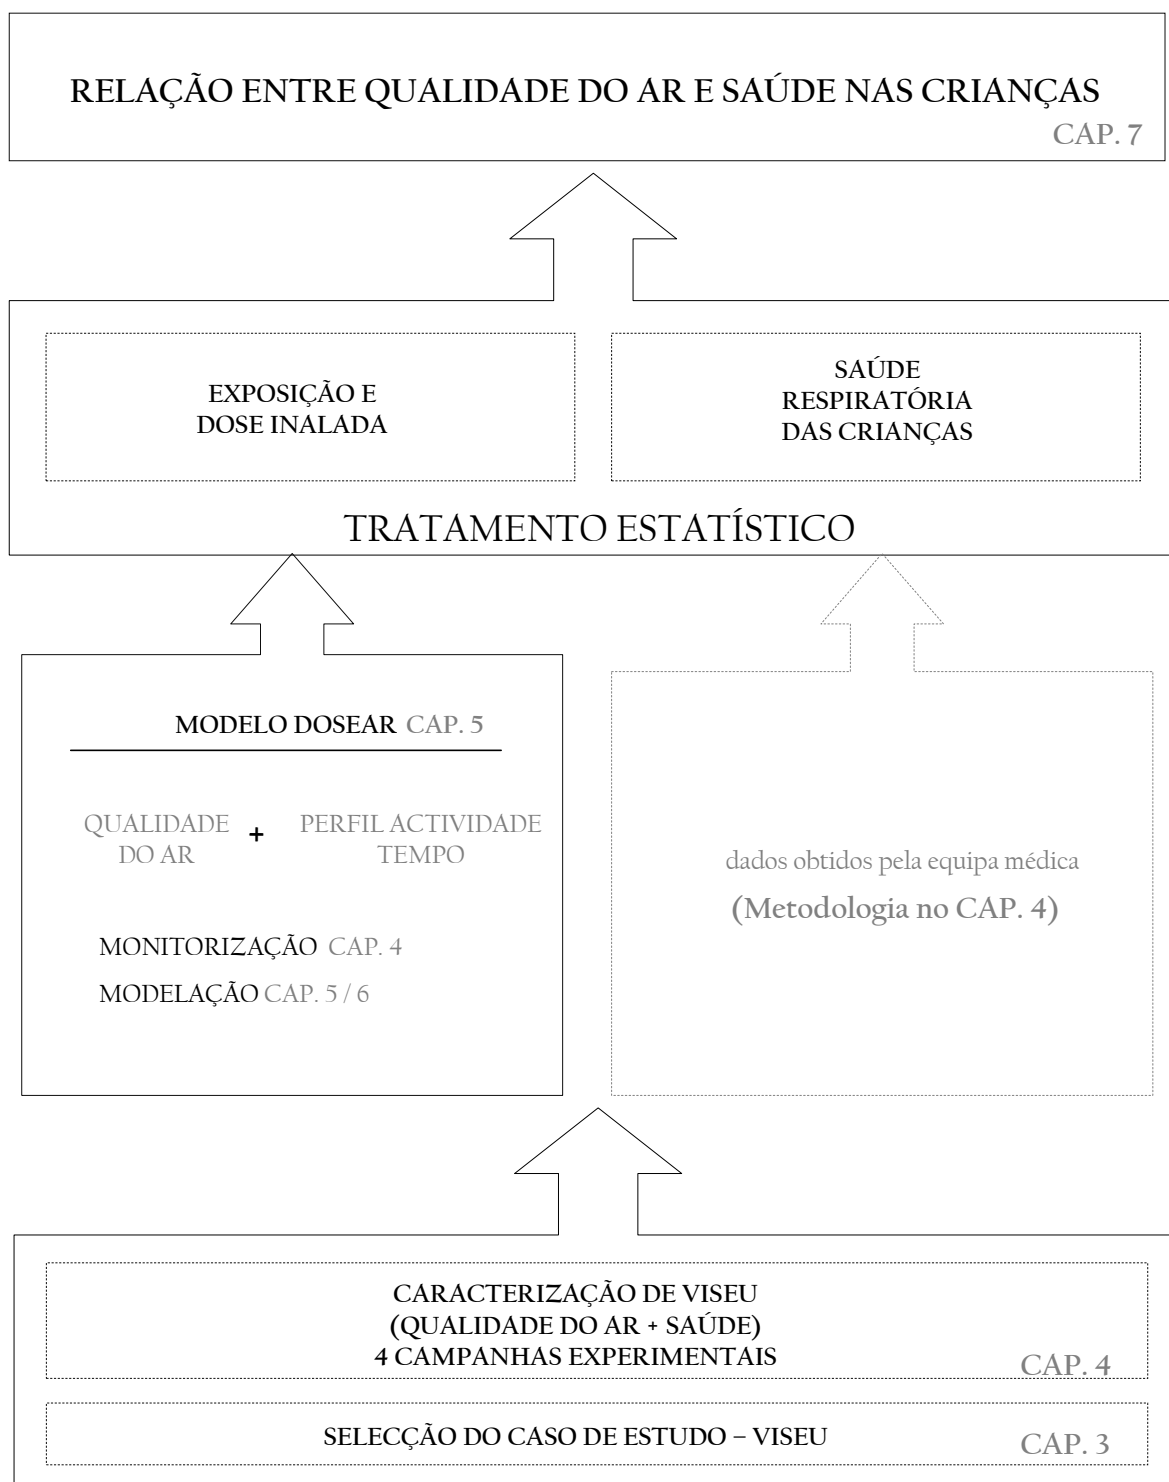 RELAÇÃO ENTRE QUALIDADE DO AR E SAÚDE NAS CRIANÇAS
CAP. 7
EXPOSIÇÃO E
DOSE INALADA
SAÚDE
RESPIRATÓRIA
DAS CRIANÇAS
TRATAMENTO ESTATÍSTICO
MODELO DOSEAR CAP. 5
QUALIDADE
DO AR
+
PERFIL ACTIVIDADE
TEMPO
MONITORIZAÇÃO CAP. 4
MODELAÇÃO CAP. 5 / 6
dados obtidos pela equipa médica
(Metodologia no CAP. 4)
CARACTERIZAÇÃO DE VISEU
(QUALIDADE DO AR + SAÚDE)
4 CAMPANHAS EXPERIMENTAIS
CAP. 4
SELECÇÃO DO CASO DE ESTUDO – VISEU
CAP. 3